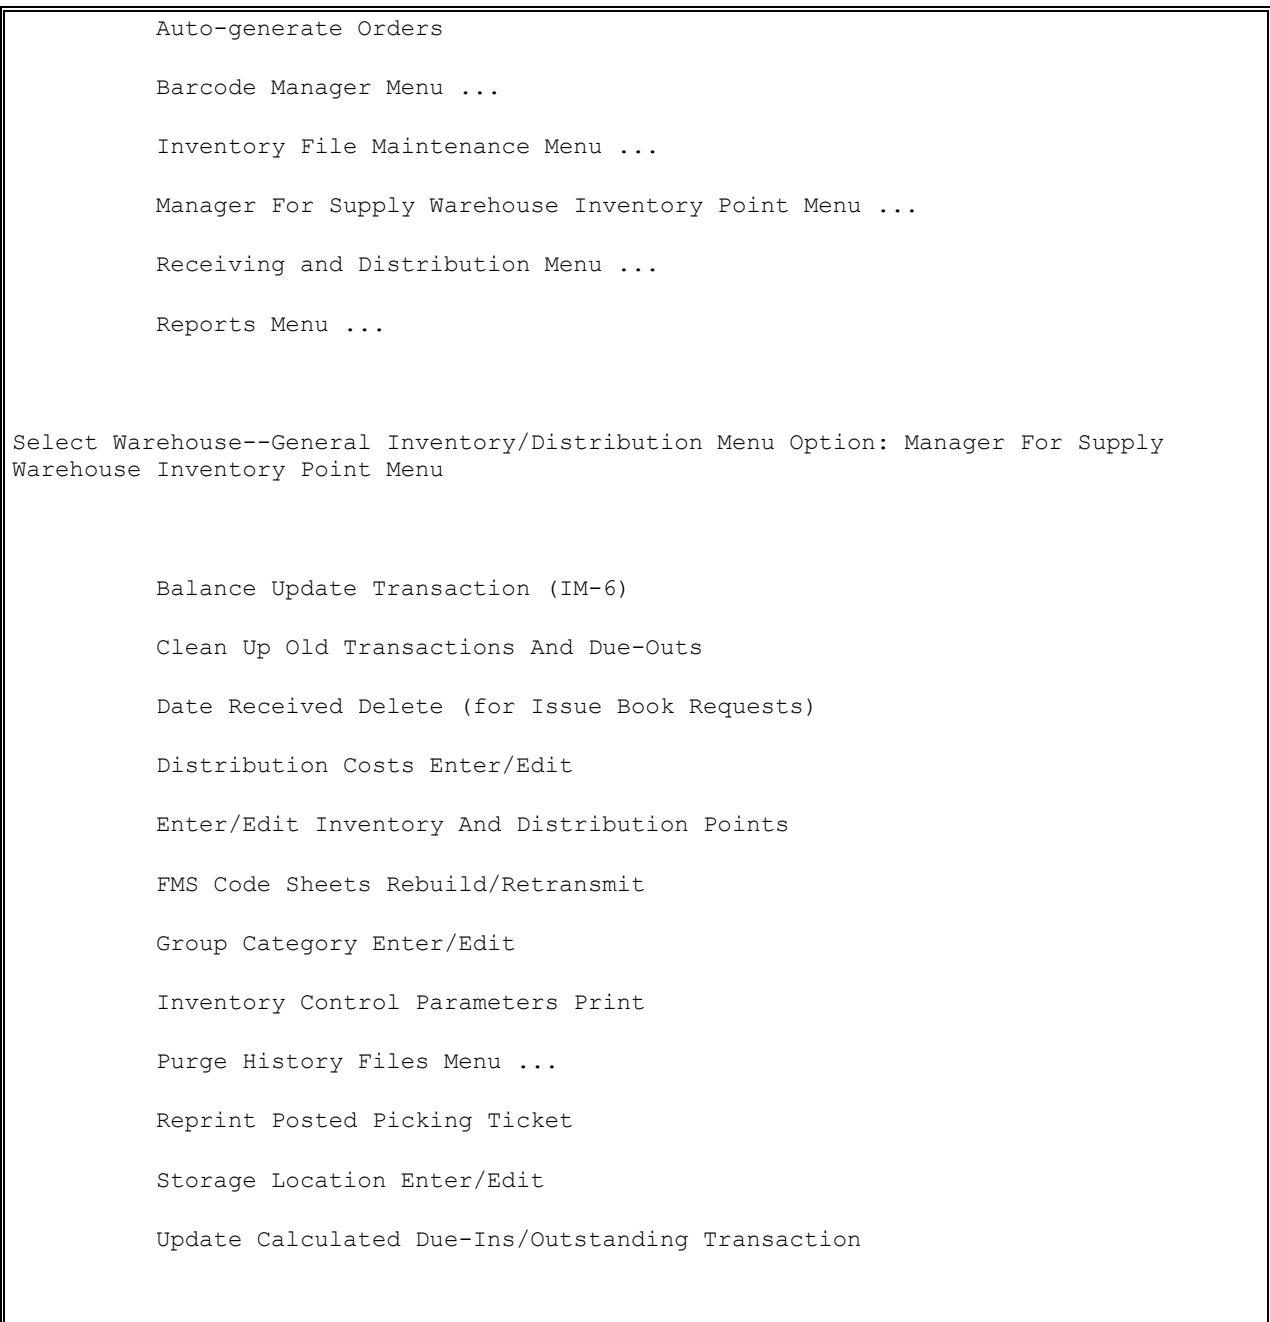 Auto-generate Orders
Barcode Manager Menu ...
Inventory File Maintenance Menu ...
Manager For Supply Warehouse Inventory Point Menu ...
Receiving and Distribution Menu ...
Reports Menu ...
Select Warehouse--General Inventory/Distribution Menu Option: Manager For Supply
Warehouse Inventory Point Menu
Balance Update Transaction (IM-6)
Clean Up Old Transactions And Due-Outs
Date Received Delete (for Issue Book Requests)
Distribution Costs Enter/Edit
Enter/Edit Inventory And Distribution Points
FMS Code Sheets Rebuild/Retransmit
Group Category Enter/Edit
Inventory Control Parameters Print
Purge History Files Menu ...
Reprint Posted Picking Ticket
Storage Location Enter/Edit
Update Calculated Due-Ins/Outstanding Transaction